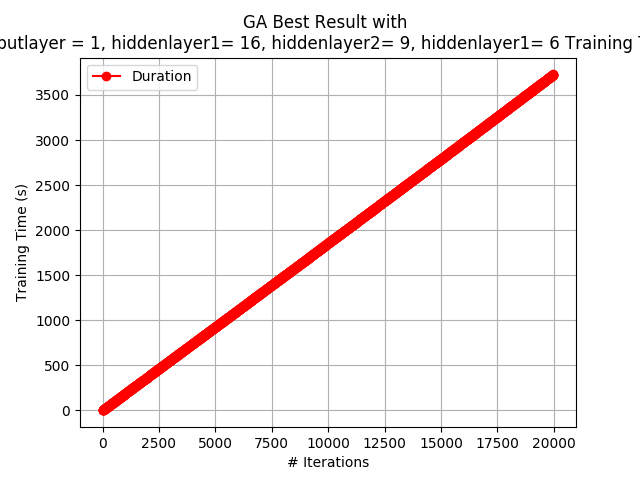 GA Best Result with
layer = 1, hiddenlayer1= 16, hiddenlayer2= 9, hiddenlayer1= 6 Training
Duration
Training Time (s)
3500
3000
2500
2000
1500
1000
500
0
0 2500 5000 7500 10000 12500 15000 17500 20000
# Iterations